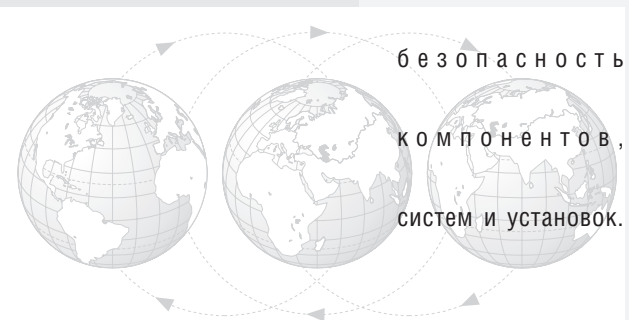 безопасность
компонентов,
систем и установок.